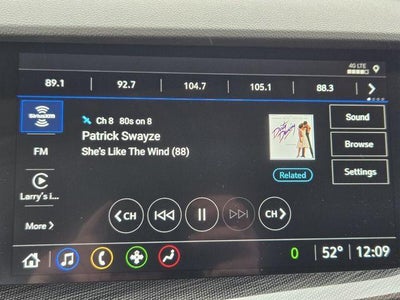 4G LTE
89.1 92.7 104.7 105.1 88.3
SiriusXM
Ch 8 80s on 8
Patrick Swayze
She's Like The Wind (88)
Dirty Dancing
Related
Sound
Browse
Settings
FM
Larry's i...
More
CH CH
0 52° 12:09